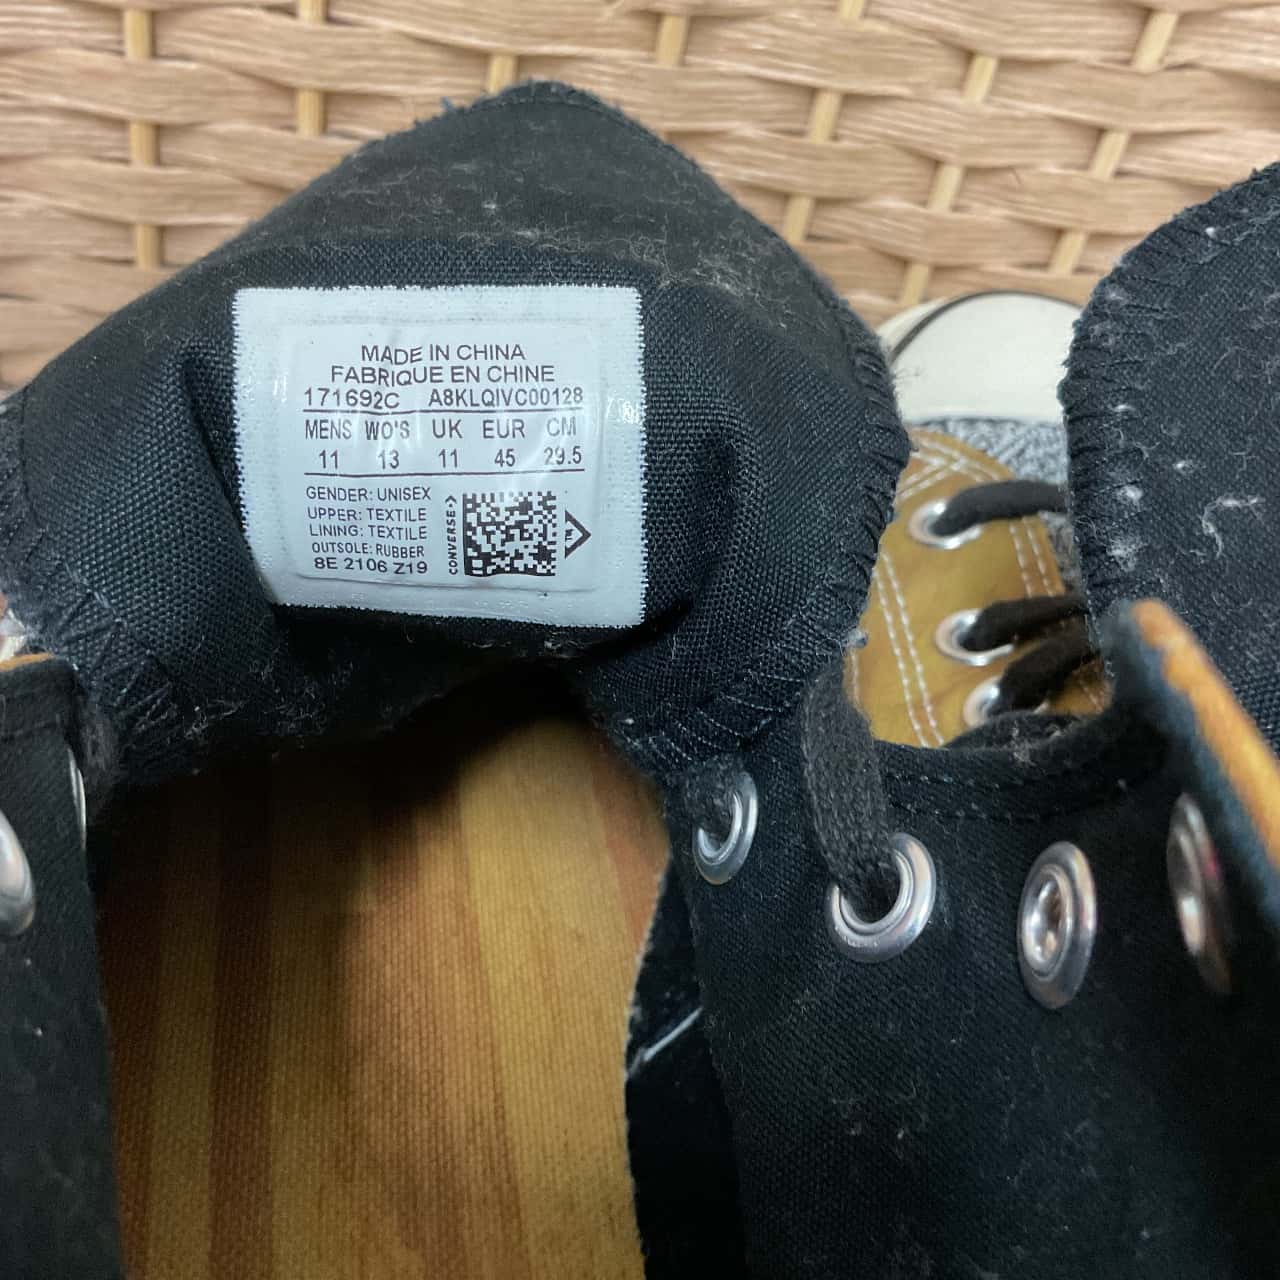 MADE IN CHINA
FABRIQUE EN CHINE
171692C A8KLQIVC00128
MENS WO'S UK EUR CM
11 13 11 45 29.5
GENDER: UNISEX
UPPER: TEXTILE
LINING: TEXTILE
OUTSOLE: RUBBER
8E 2106 Z19
CONVERSE